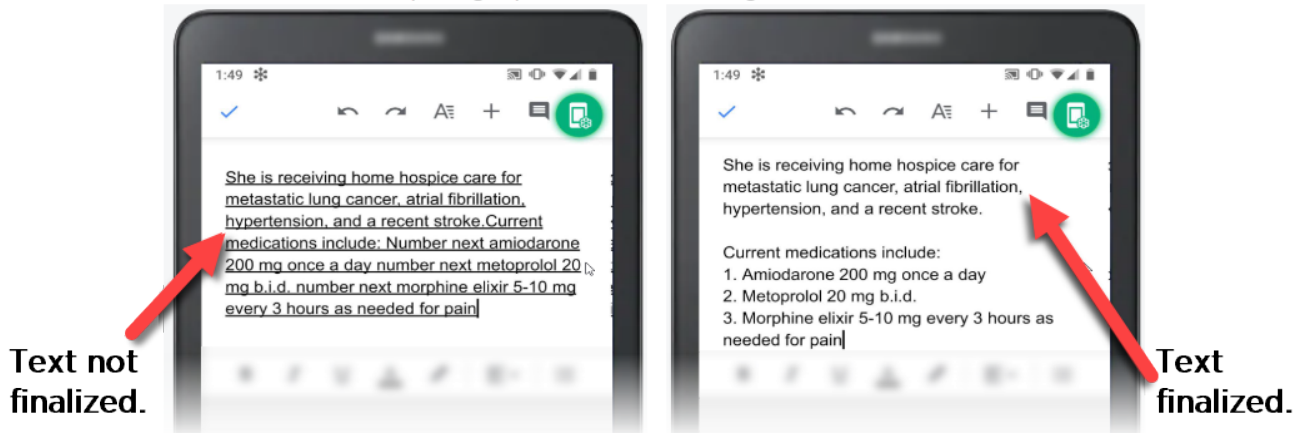 1:49
She is receiving home hospice care for
metastatic lung cancer, atrial fibrillation,
hypertension, and a recent stroke.Current
medications include: Number next amiodarone
200 mg once a day number next metoprolol 20
mg b.i.d. number next morphine elixir 5-10 mg
every 3 hours as needed for pain
Text not
finalized.
1:49
She is receiving home hospice care for
metastatic lung cancer, atrial fibrillation,
hypertension, and a recent stroke.
Current medications include:
1. Amiodarone 200 mg once a day
2. Metoprolol 20 mg b.i.d.
3. Morphine elixir 5-10 mg every 3 hours as
needed for pain
Text
finalized.